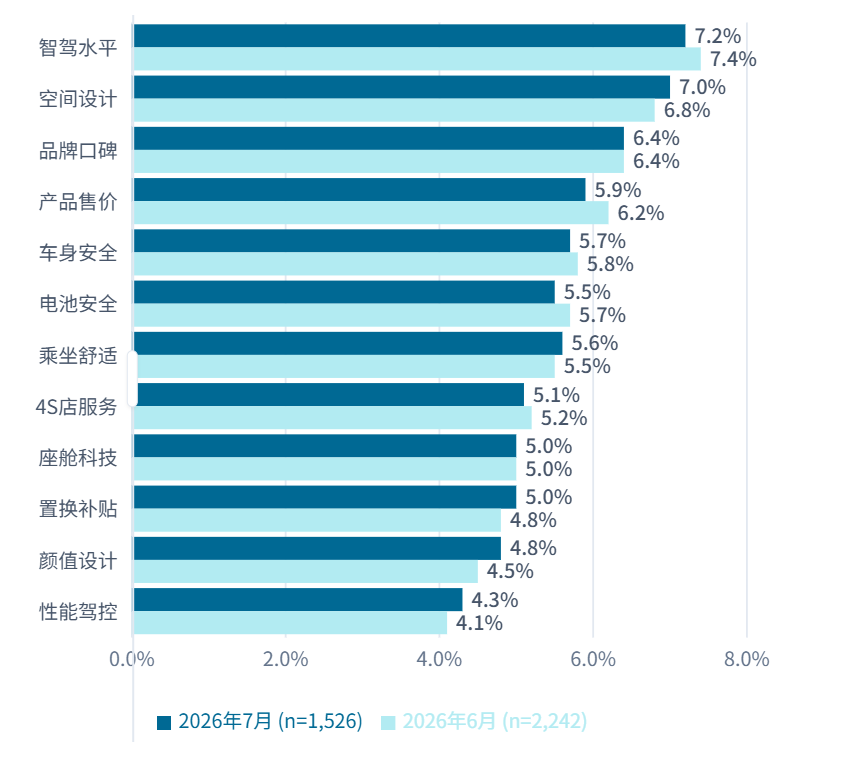 智驾水平
7.2%
7.4%
空间设计
7.0%
6.8%
品牌口碑
6.4%
6.4%
产品售价
5.9%
6.2%
车身安全
5.7%
5.8%
电池安全
5.5%
5.7%
乘坐舒适
5.6%
5.5%
4S店服务
5.1%
5.2%
座舱科技
5.0%
5.0%
置换补贴
5.0%
4.8%
颜值设计
4.8%
4.5%
性能驾控
4.3%
4.1%
0.0% 2.0% 4.0% 6.0% 8.0%
2026年7月 (n=1,526) 2026年6月 (n=2,242)